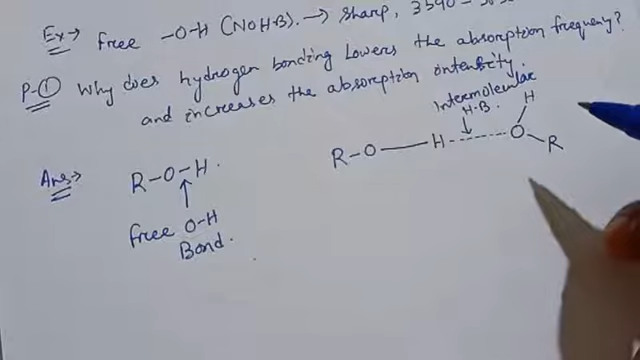 Ex→ Free -O-H (No H·B). → Sharp,
P-① Why does hydrogen bonding Lowers the absorption frequency?
and increases the absorption intensity.
Intermolecular
H·B.
Ans→ R-O-H.
R-O—H-----O
H
R
free O-H
Bond.